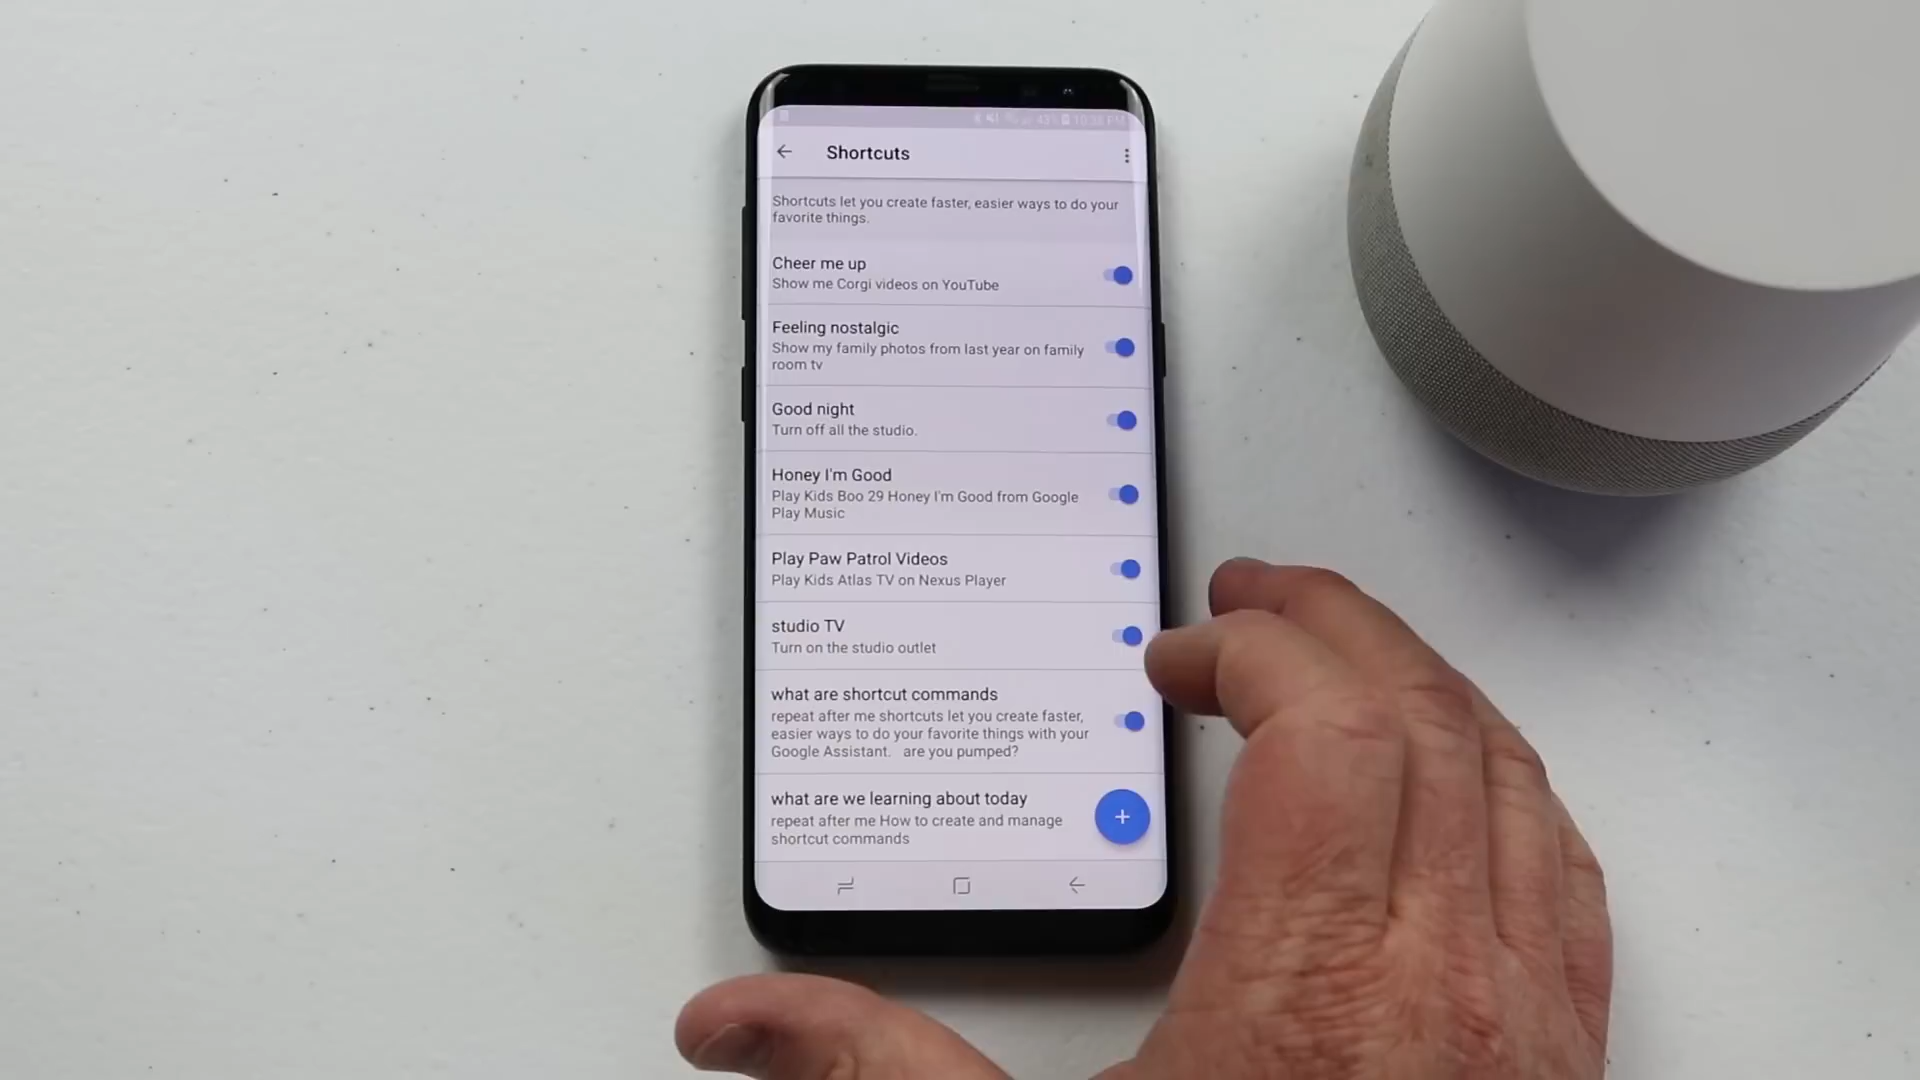 43% 10:38 PM
Shortcuts
Shortcuts let you create faster, easier ways to do your
favorite things.
Cheer me up
Show me Corgi videos on YouTube
Feeling nostalgic
Show my family photos from last year on family
room tv
Good night
Turn off all the studio.
Honey I'm Good
Play Kids Boo 29 Honey I'm Good from Google
Play Music
Play Paw Patrol Videos
Play Kids Atlas TV on Nexus Player
studio TV
Turn on the studio outlet
what are shortcut commands
repeat after me shortcuts let you create faster,
easier ways to do your favorite things with your
Google Assistant. are you pumped?
what are we learning about today
repeat after me How to create and manage
shortcut commands